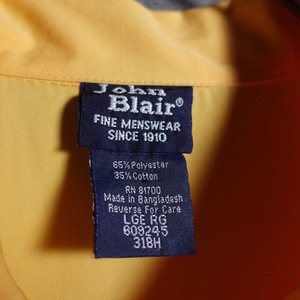 John
Blair®
FINE MENSWEAR
SINCE 1910
65% Polyester
35% Cotton
RN 81700
Made in Bangladesh
Reverse For Care
LGE RG
609245
31BH